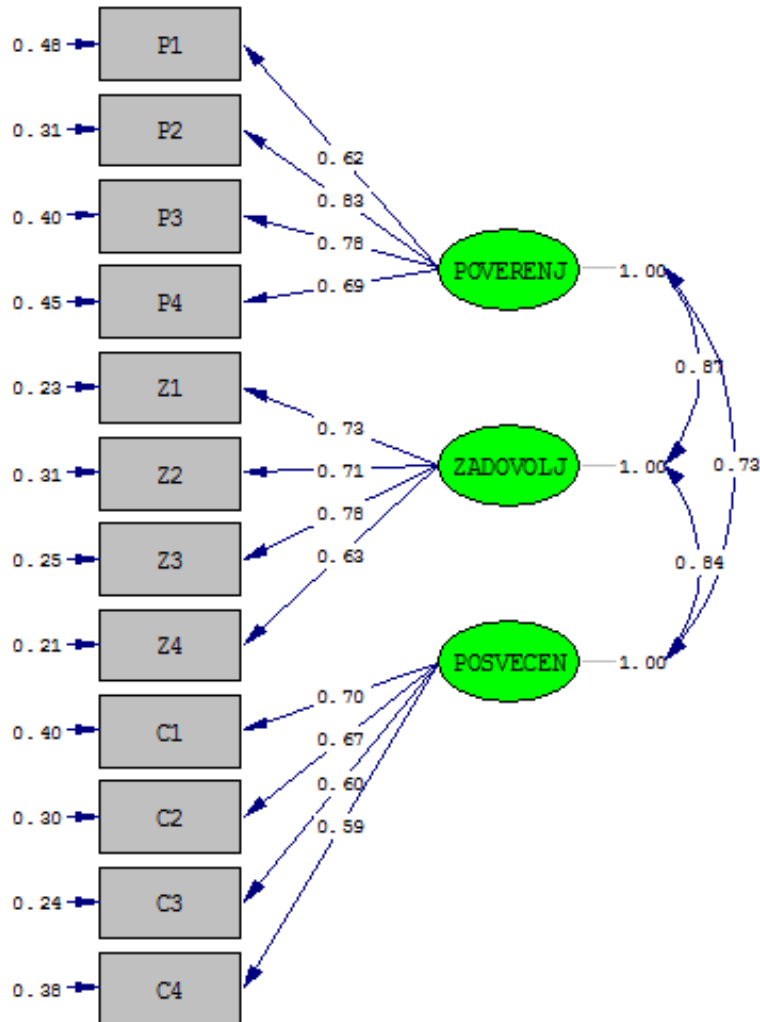 0.48 P1
0.62
0.31 P2
0.83
0.40 P3
0.78
POVERENJ 1.00
0.45 P4
0.69
0.87
0.23 Z1
0.73
0.31 Z2
0.71
ZADOVOLJ 1.00
0.73
0.78
0.25 Z3
0.63
0.84
0.21 Z4
POSVECEN 1.00
0.70
0.40 C1
0.67
0.60
0.30 C2
0.59
0.24 C3
0.38 C4